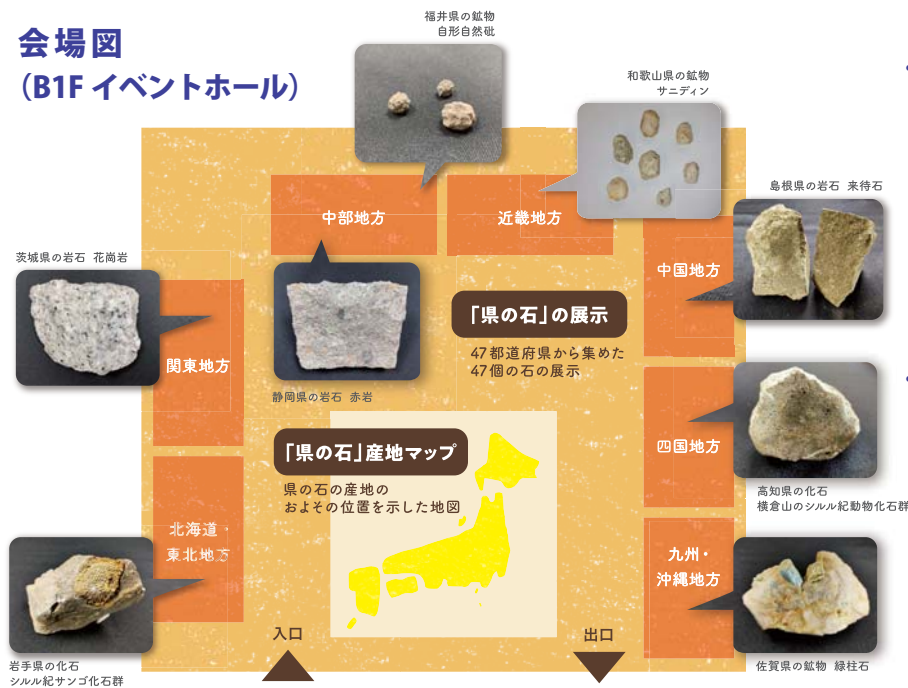 会場図
（B1F イベントホール）
福井県の鉱物
自形自然砒
和歌山県の鉱物
サニディン
島根県の岩石 来待石
中部地方
近畿地方
中国地方
茨城県の岩石 花崗岩
関東地方
静岡県の岩石 赤岩
「県の石」の展示
47都道府県から集めた
47個の石の展示
「県の石」産地マップ
県の石の産地の
およその位置を示した地図
四国地方
高知県の化石
横倉山のシルル紀動物化石群
北海道・
東北地方
九州・
沖縄地方
入口
出口
岩手県の化石
シルル紀サンゴ化石群
佐賀県の鉱物 緑柱石